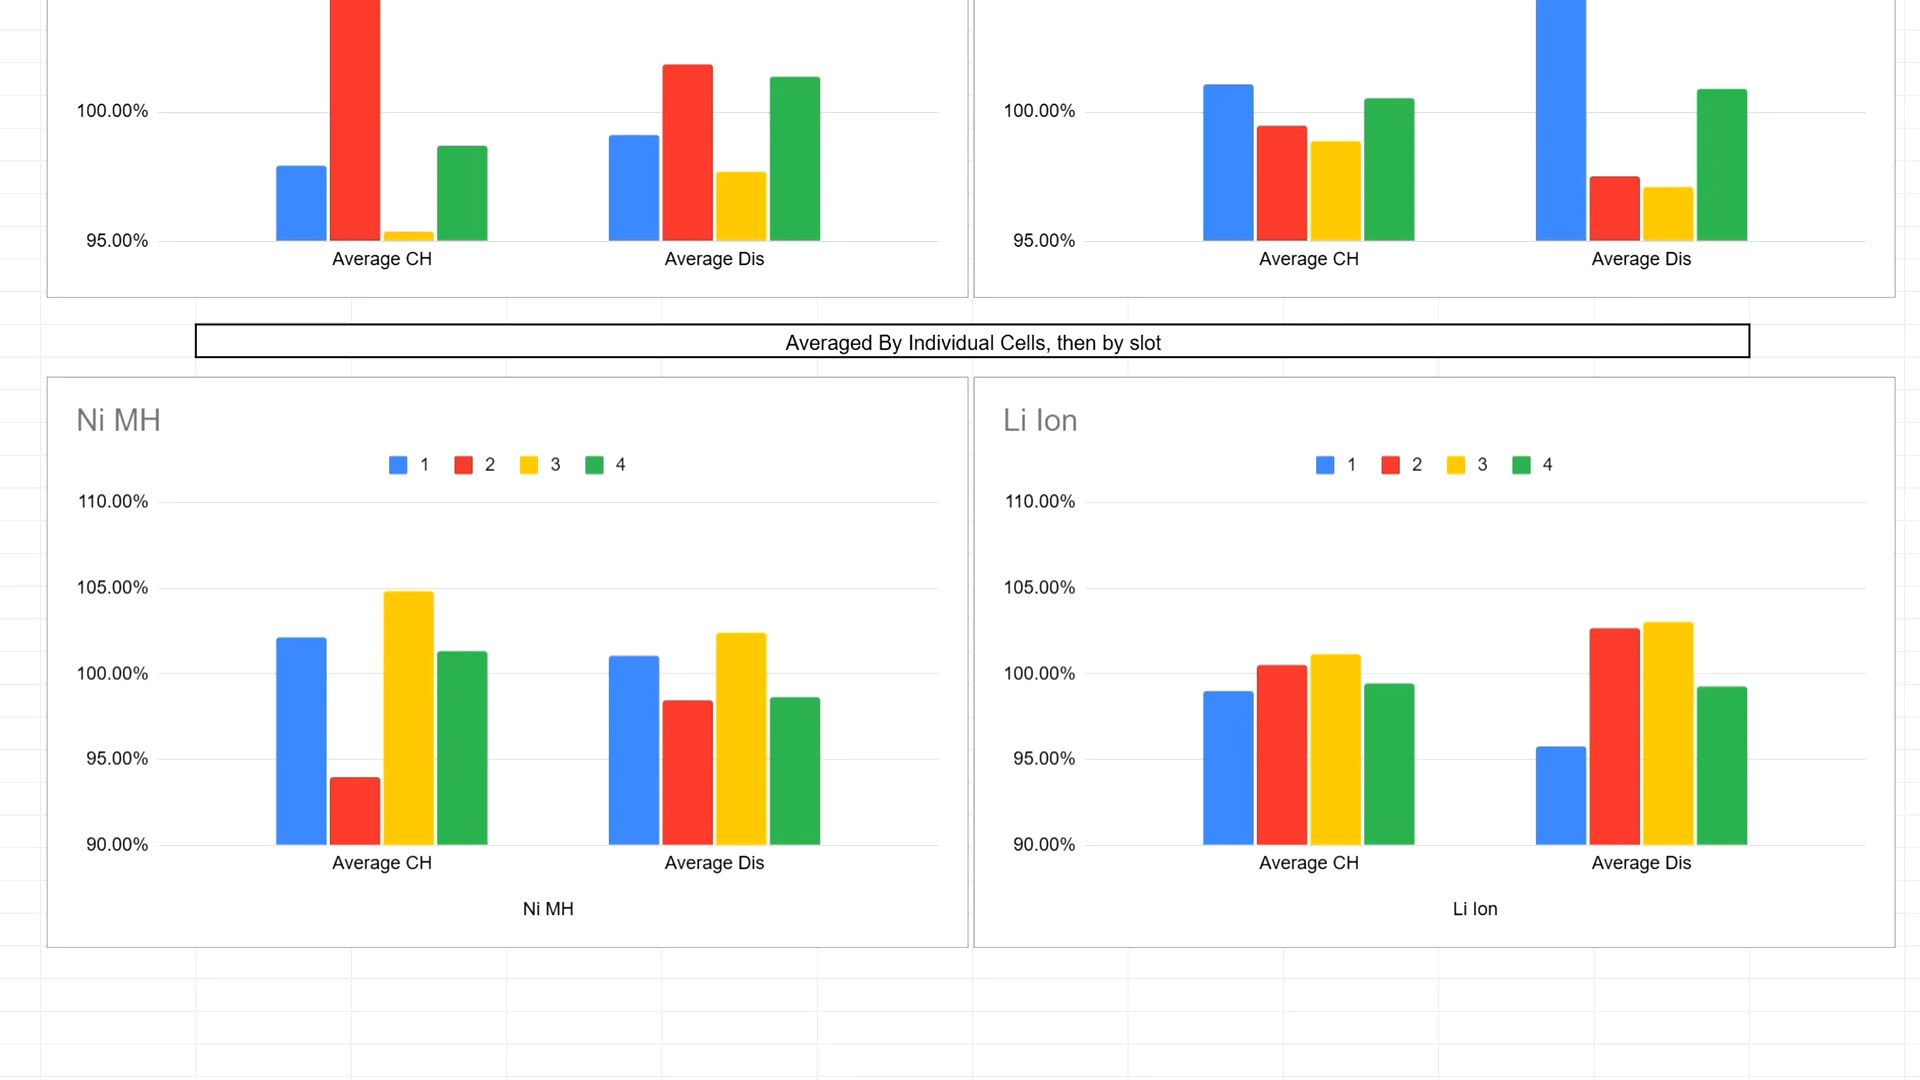 100.00%
95.00%
Average CH
Average Dis
100.00%
95.00%
Average CH
Average Dis
Averaged By Individual Cells, then by slot
Ni MH
1 2 3 4
110.00%
105.00%
100.00%
95.00%
90.00%
Average CH
Average Dis
Ni MH
Li Ion
1 2 3 4
110.00%
105.00%
100.00%
95.00%
90.00%
Average CH
Average Dis
Li Ion